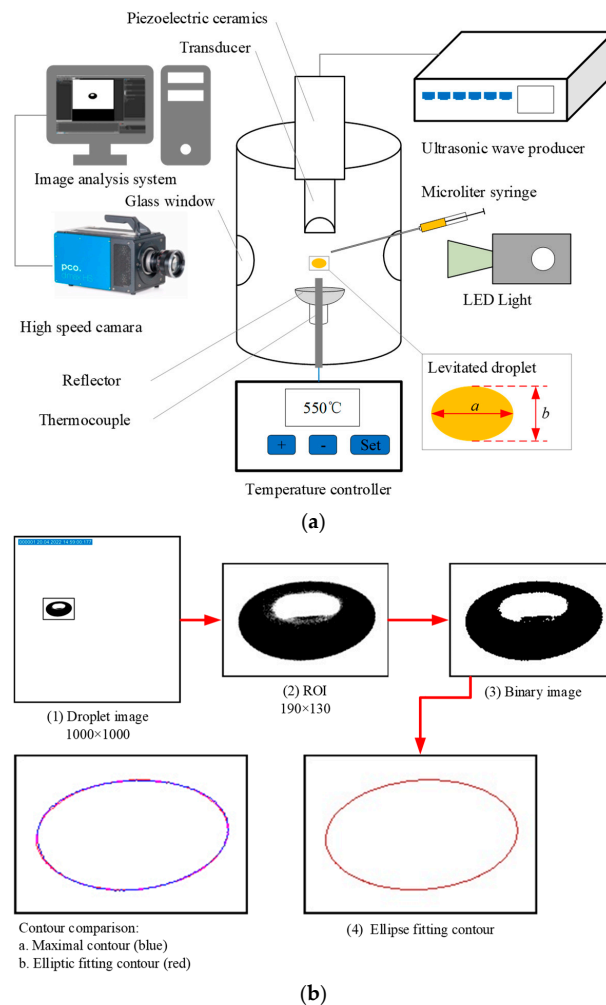 Piezoelectric ceramics
Transducer
Ultrasonic wave producer
Image analysis system
Glass window
Microliter syringe
pco.
LED Light
High speed camara
Levitated droplet
a
b
Reflector
550℃
Thermocouple
+ - Set
Temperature controller
(a)
(1) Droplet image
1000×1000
(2) ROI
190×130
(3) Binary image
Contour comparison:
a. Maximal contour (blue)
b. Elliptic fitting contour (red)
(4) Ellipse fitting contour
(b)